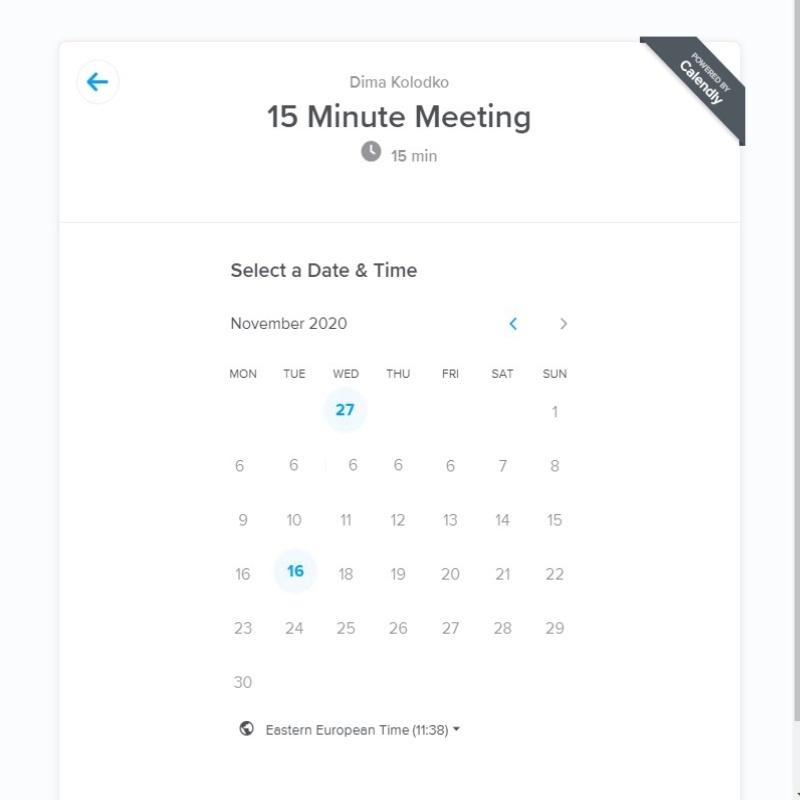 POWERED BY
Calendly
Dima Kolodko
15 Minute Meeting
15 min
Select a Date & Time
November 2020
MON TUE WED THU FRI SAT SUN
27 1
6 6 6 6 6 7 8
9 10 11 12 13 14 15
16 16 18 19 20 21 22
23 24 25 26 27 28 29
30
Eastern European Time (11:38)